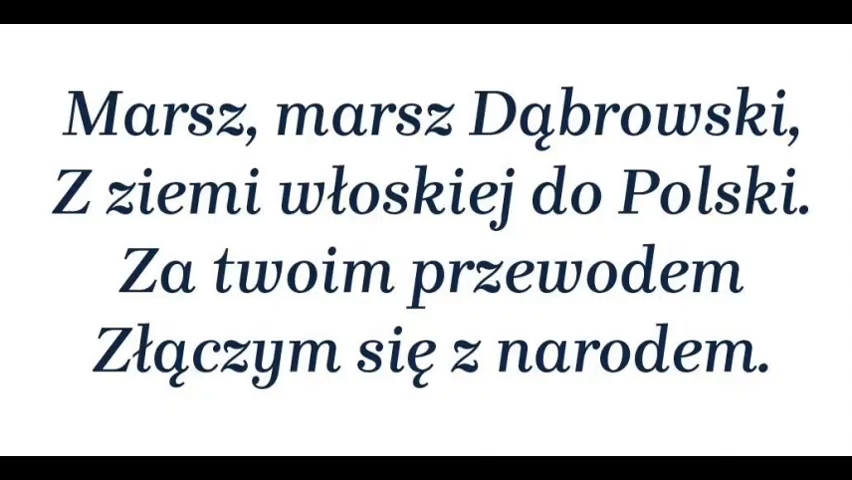 Marsz, marsz Dąbrowski,
Z ziemi włoskiej do Polski.
Za twoim przewodem
Złączym się z narodem.